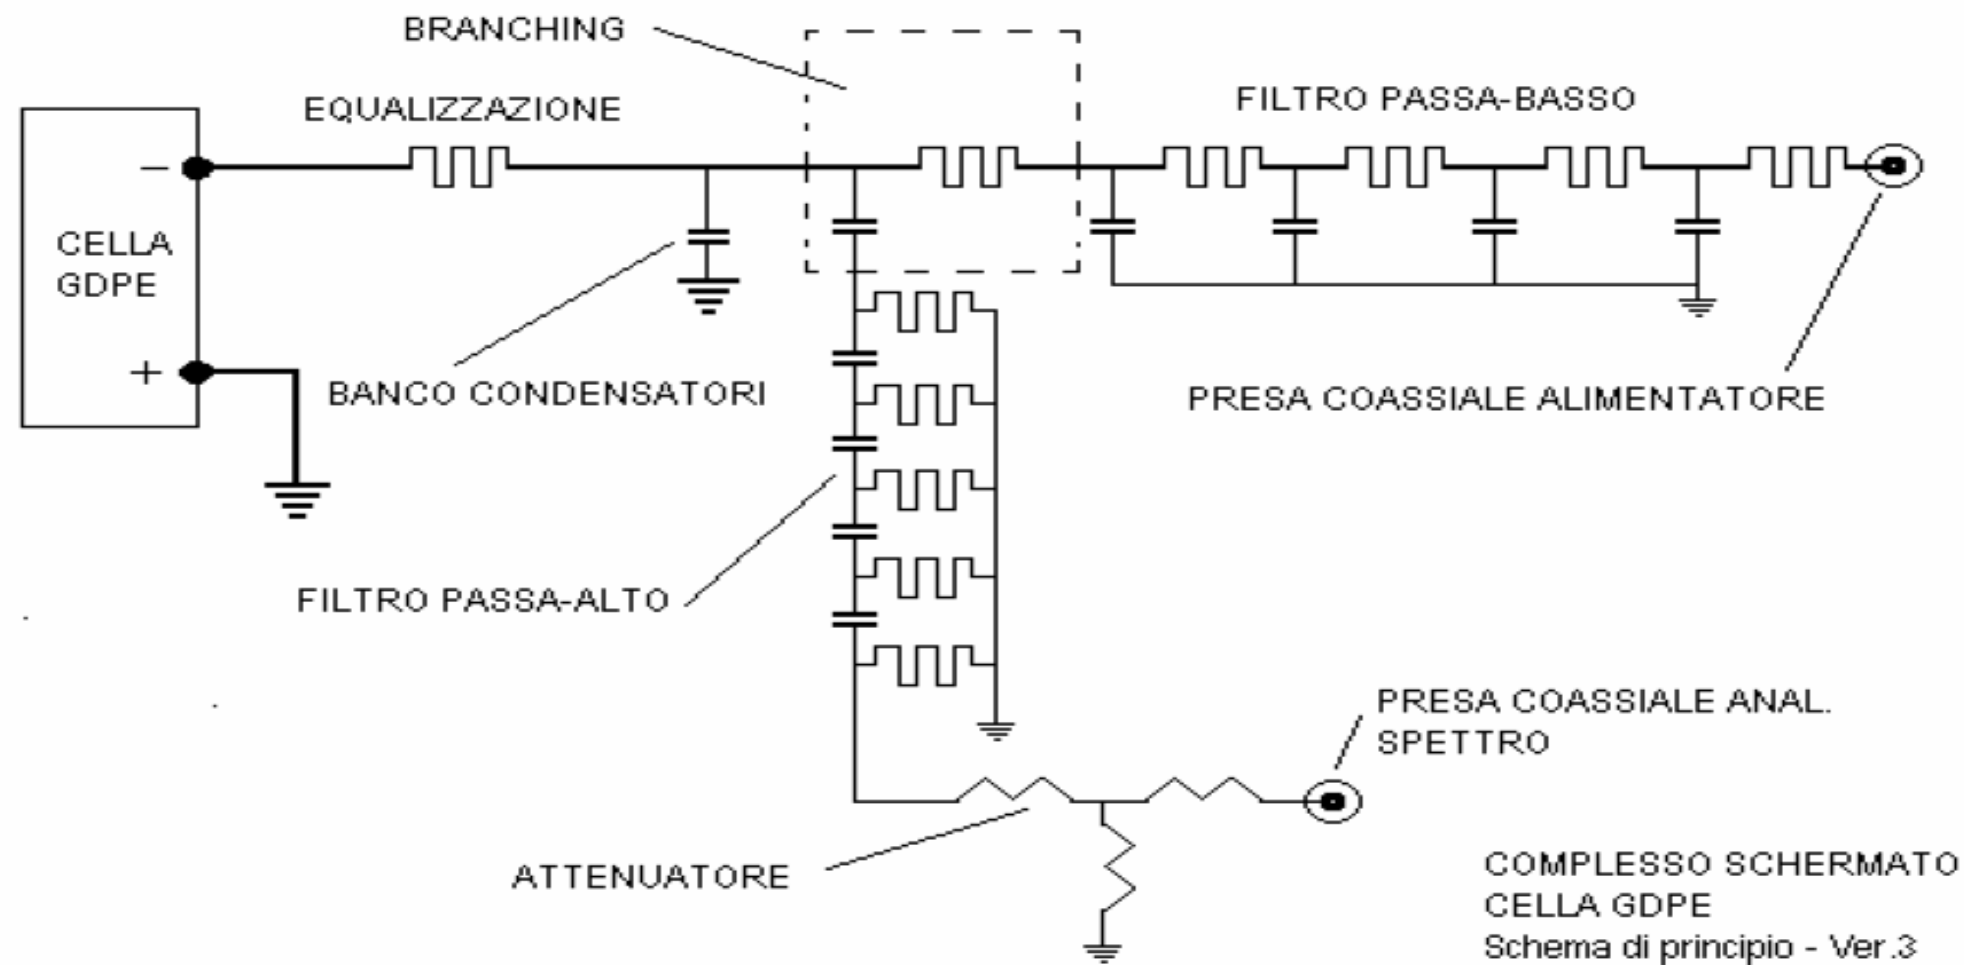 BRANCHING
EQUALIZZAZIONE
FILTRO PASSA-BASSO
−
CELLA
GDPE
+
BANCO CONDENSATORI
PRESA COASSIALE ALIMENTATORE
FILTRO PASSA-ALTO
PRESA COASSIALE ANAL.
SPETTRO
ATTENUATORE
COMPLESSO SCHERMATO
CELLA GDPE
Schema di principio - Ver.3